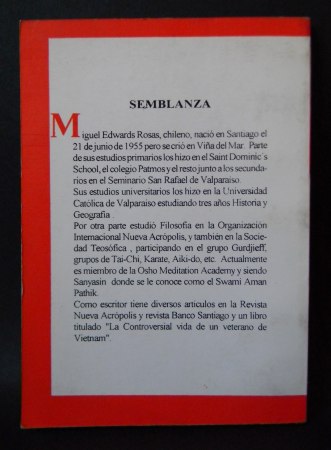 SEMBLANZA
Miguel Edwards Rosas, chileno, nació en Santiago el
21 de junio de 1955 pero se crió en Viña del Mar. Parte
de sus estudios primarios los hizo en el Saint Dominic's
School, el colegio Patmos y el resto junto a los secunda-
rios en el Seminario San Rafael de Valparaiso.
Sus estudios universitarios los hizo en la Universidad
Católica de Valparaiso estudiando tres años Historia y
Geografía .
Por otra parte estudió Filosofia en la Organización
Internacional Nueva Acrópolis, y también en la Socie-
dad Teosófica , participando en el grupo Gurdjieff,
grupos de Tai-Chi, Karate, Aiki-do, etc. Actualmente
es miembro de la Osho Meditation Academy y siendo
Sanyasin donde se le conoce como el Swami Aman
Pathik.
Como escritor tiene diversos articulos en la Revista
Nueva Acrópolis y revista Banco Santiago y un libro
titulado "La Controversial vida de un veterano de
Vietnam".